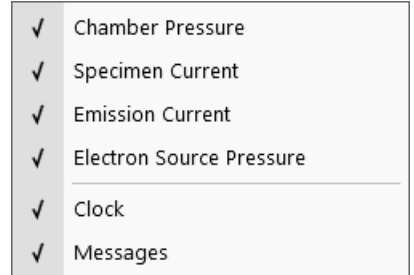 Chamber Pressure
Specimen Current
Emission Current
Electron Source Pressure
Clock
Messages